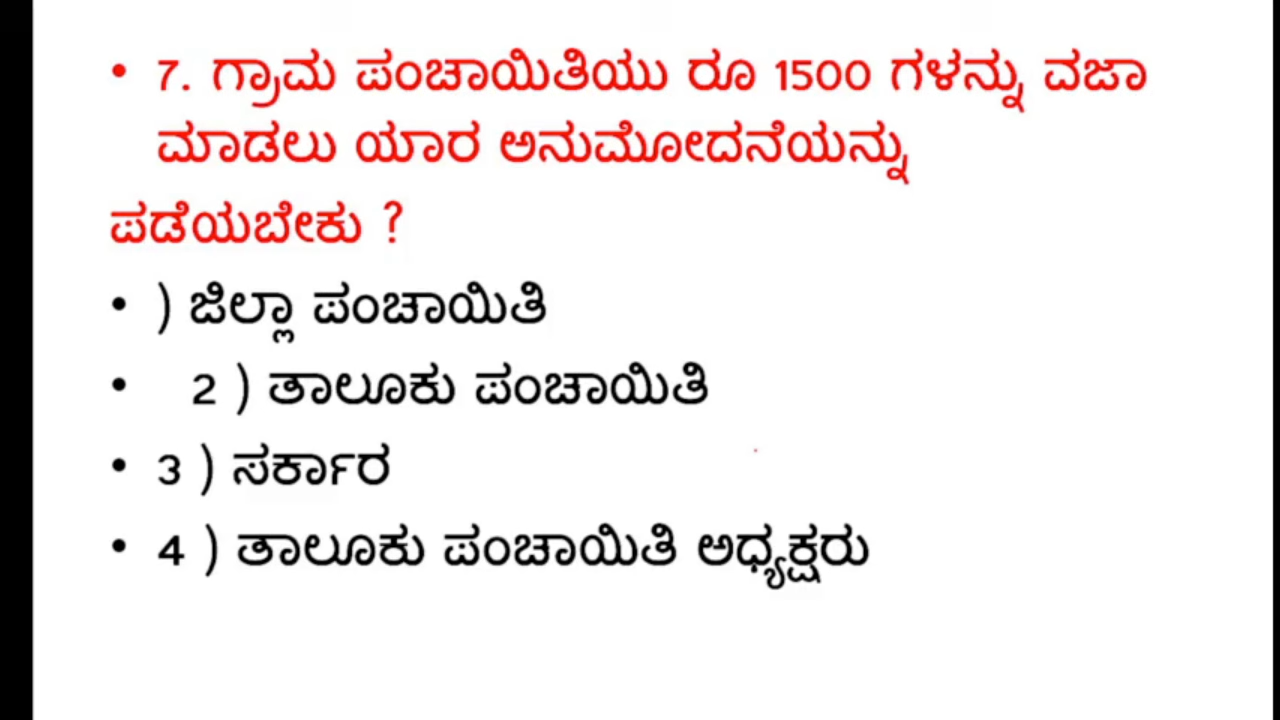 • 7. ಗ್ರಾಮ ಪಂಚಾಯಿತಿಯು ರೂ 1500 ಗಳನ್ನು ವಜಾ
ಮಾಡಲು ಯಾರ ಅನುಮೋದನೆಯನ್ನು
ಪಡೆಯಬೇಕು ?
• ) ಜಿಲ್ಲಾ ಪಂಚಾಯಿತಿ
• 2 ) ತಾಲೂಕು ಪಂಚಾಯಿತಿ
• 3 ) ಸರ್ಕಾರ
• 4 ) ತಾಲೂಕು ಪಂಚಾಯಿತಿ ಅಧ್ಯಕ್ಷರು